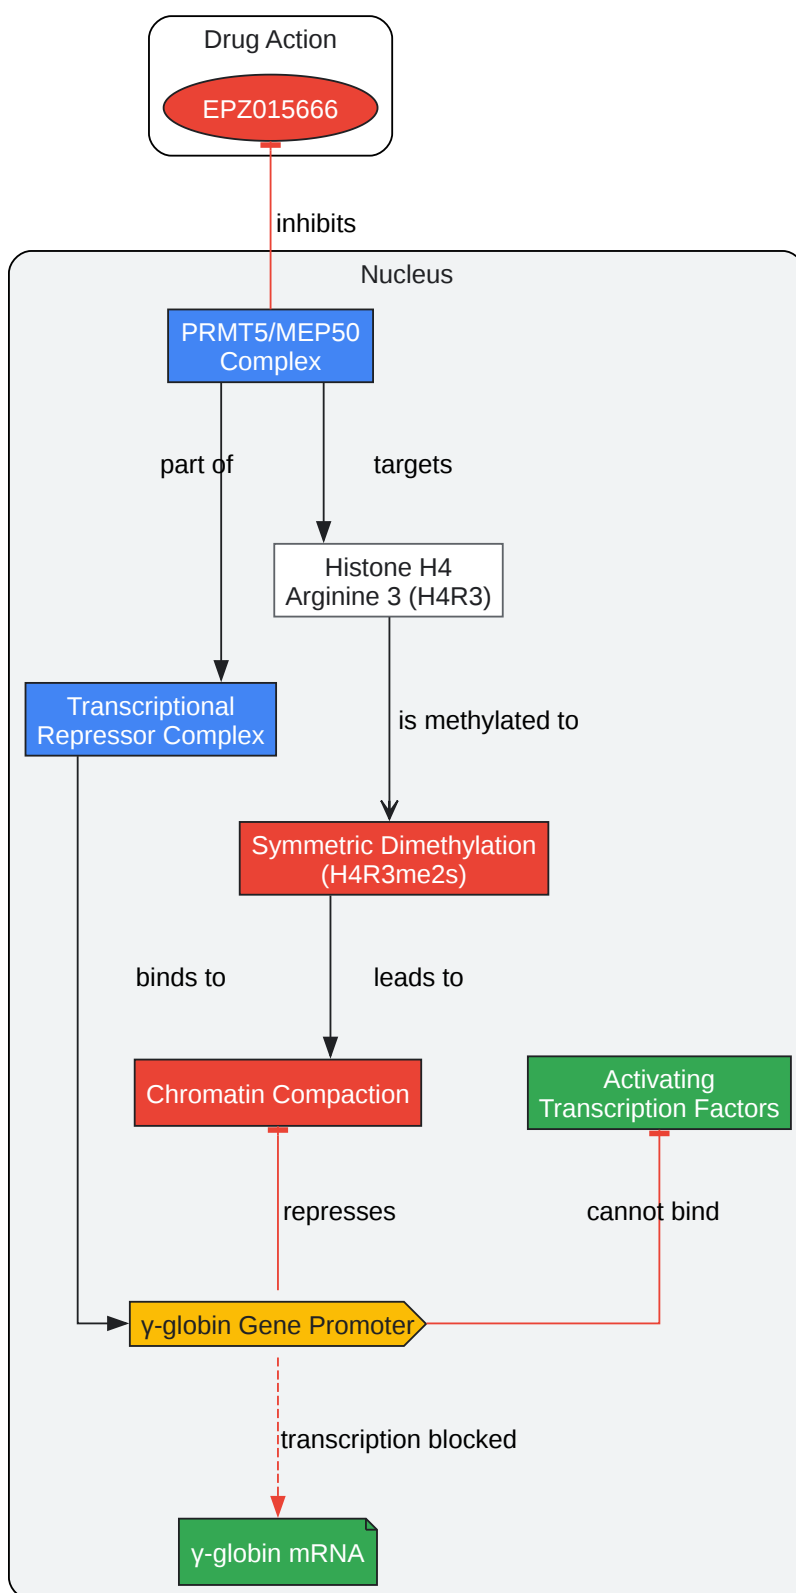 Drug Action
EPZ015666
inhibits
Nucleus
PRMT5/MEP50
Complex
part of
targets
Histone H4
Arginine 3 (H4R3)
Transcriptional
Repressor Complex
is methylated to
Symmetric Dimethylation
(H4R3me2s)
binds to
leads to
Chromatin Compaction
Activating
Transcription Factors
represses
cannot bind
γ-globin Gene Promoter
transcription blocked
γ-globin mRNA